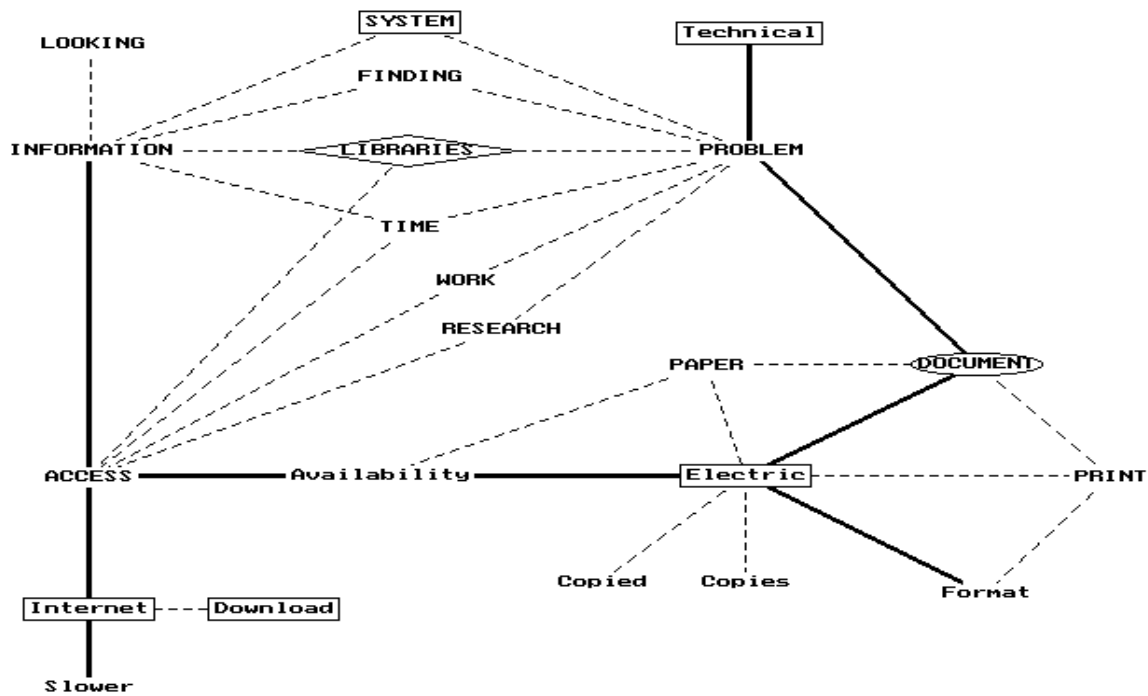 SYSTEM
Technical
LOOKING
FINDING
INFORMATION
LIBRARIES
PROBLEM
TIME
WORK
RESEARCH
PAPER
DOCUMENT
ACCESS
Availability
Electric
PRINT
Copied
Copies
Format
Internet
Download
Slower